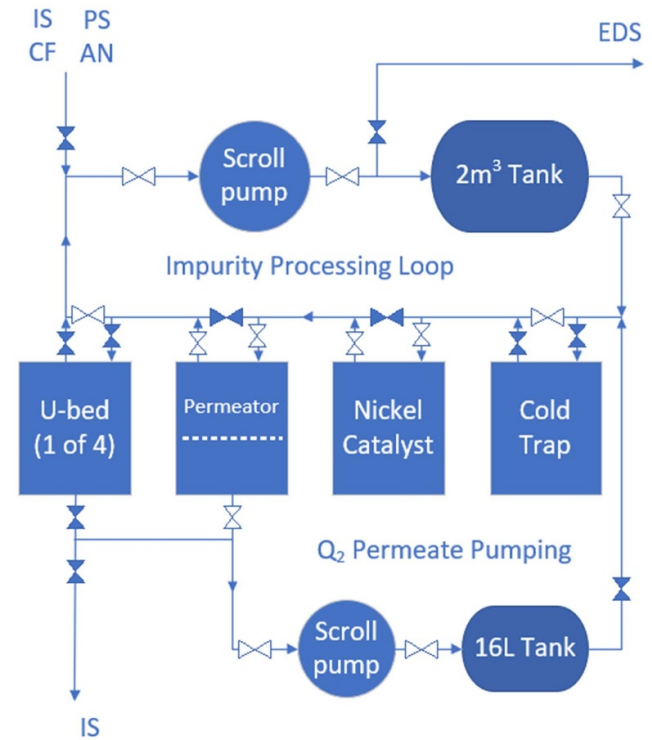 IS PS
CF AN
EDS
Scroll
pump
2m³ Tank
Impurity Processing Loop
U-bed
(1 of 4)
Permeator
Nickel
Catalyst
Cold
Trap
Q₂ Permeate Pumping
Scroll
pump
16L Tank
IS